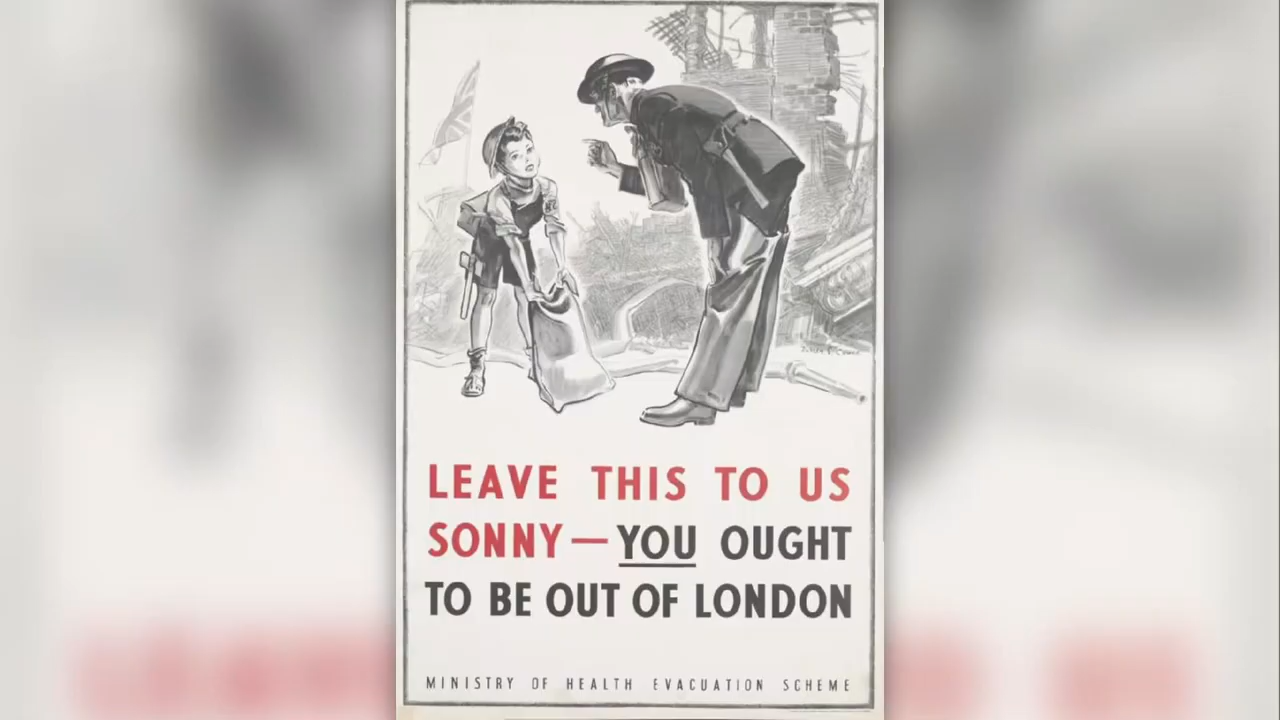 LEAVE THIS TO US
SONNY—YOU OUGHT
TO BE OUT OF LONDON
MINISTRY OF HEALTH EVACUATION SCHEME